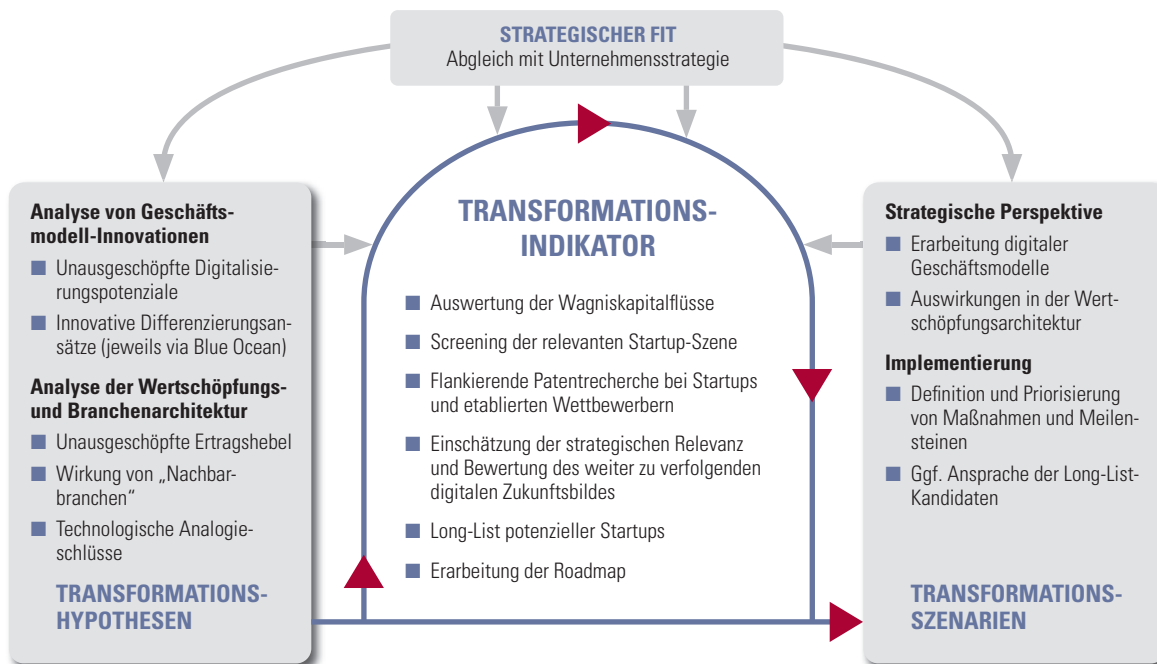 STRATEGISCHER FIT
Abgleich mit Unternehmensstrategie
Analyse von Geschäfts-
modell-Innovationen
■ Unausgeschöpfte Digitalisie-
rungspotenziale
■ Innovative Differenzierungsan-
sätze (jeweils via Blue Ocean)
Analyse der Wertschöpfungs-
und Branchenarchitektur
■ Unausgeschöpfte Ertragshebel
■ Wirkung von „Nachbar-
branchen“
■ Technologische Analogie-
schlüsse
TRANSFORMATIONS-
HYPOTHESEN
TRANSFORMATIONS-
INDIKATOR
■ Auswertung der Wagniskapitalflüsse
■ Screening der relevanten Startup-Szene
■ Flankierende Patentrecherche bei Startups
und etablierten Wettbewerbern
■ Einschätzung der strategischen Relevanz
und Bewertung des weiter zu verfolgenden
digitalen Zukunftsbildes
■ Long-List potenzieller Startups
■ Erarbeitung der Roadmap
Strategische Perspektive
■ Erarbeitung digitaler
Geschäftsmodelle
■ Auswirkungen in der Wert-
schöpfungsarchitektur
Implementierung
■ Definition und Priorisierung
von Maßnahmen und Meilen-
steinen
■ Ggf. Ansprache der Long-List-
Kandidaten
TRANSFORMATIONS-
SZENARIEN